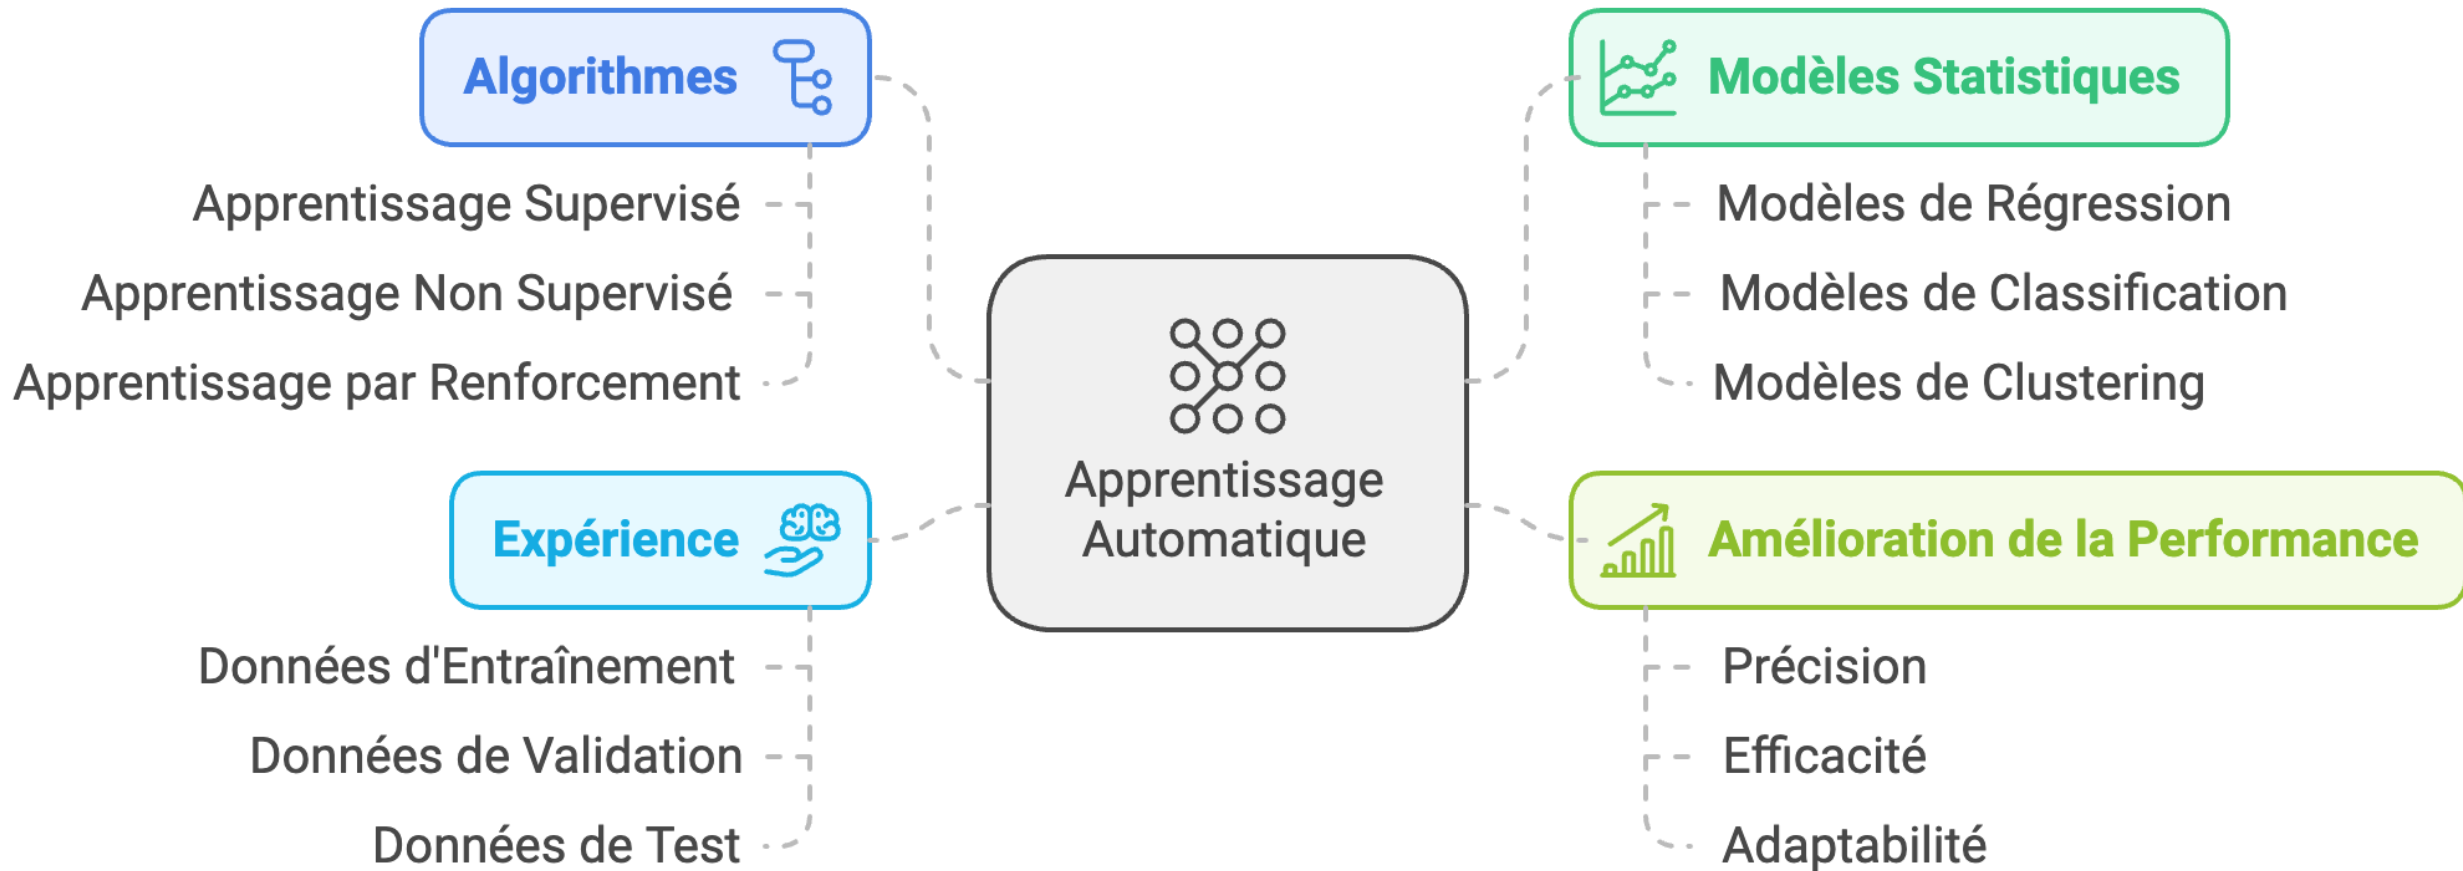 Algorithmes
Apprentissage Supervisé
Apprentissage Non Supervisé
Apprentissage par Renforcement
Expérience
Données d'Entraînement
Données de Validation
Données de Test
Apprentissage
Automatique
Modèles Statistiques
Modèles de Régression
Modèles de Classification
Modèles de Clustering
Amélioration de la Performance
Précision
Efficacité
Adaptabilité